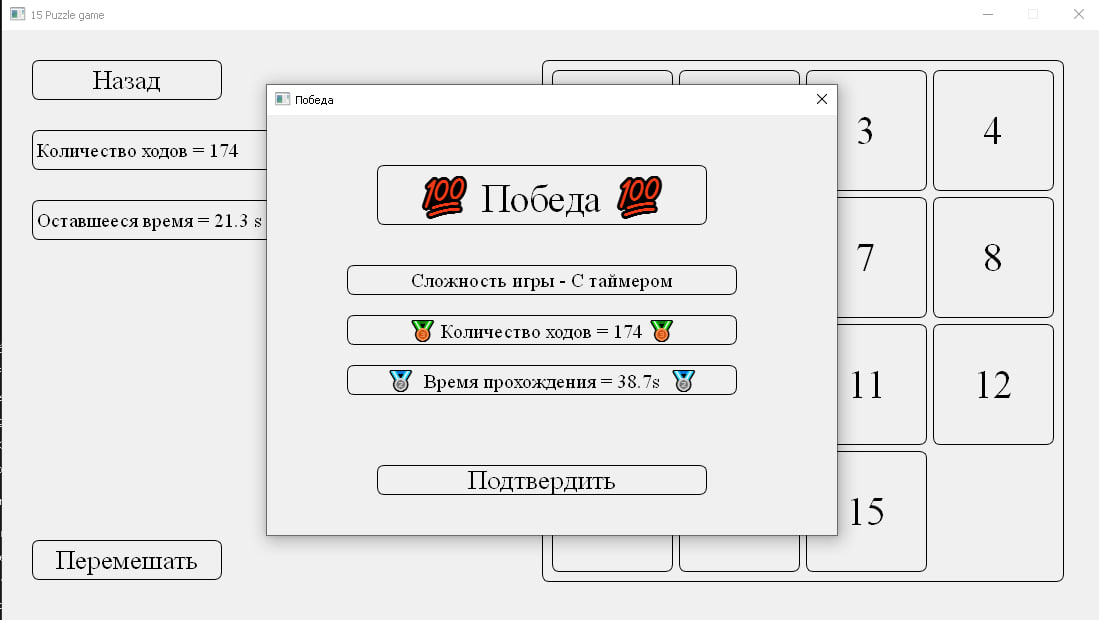 15 Puzzle game
Назад
Количество ходов = 174
Оставшееся время = 21.3 s
Перемешать
Победа
💯 Победа 💯
Сложность игры - С таймером
🥉 Количество ходов = 174 🥉
🥈 Время прохождения = 38.7s 🥈
Подтвердить
3
4
7
8
11
12
15